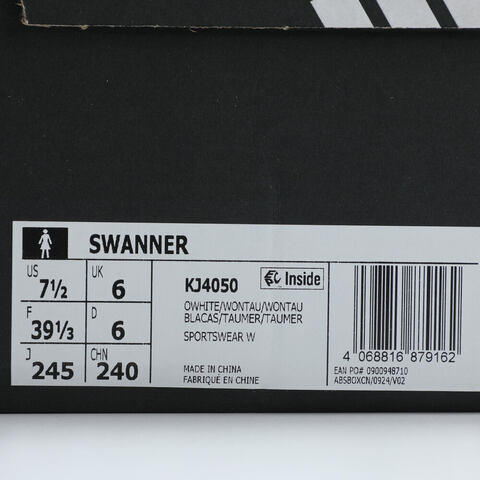 SWANNER
US
7½
UK
6
F
39⅓
D
6
J
245
CHN
240
KJ4050
Inside
OWHITE/WONTAU/WONTAU
BLACAS/TAUMER/TAUMER
SPORTSWEAR W
MADE IN CHINA
FABRIQUÉ EN CHINE
4 068816 879162
EAN PO# 0900948710
ABSBOXCN/0924/V02